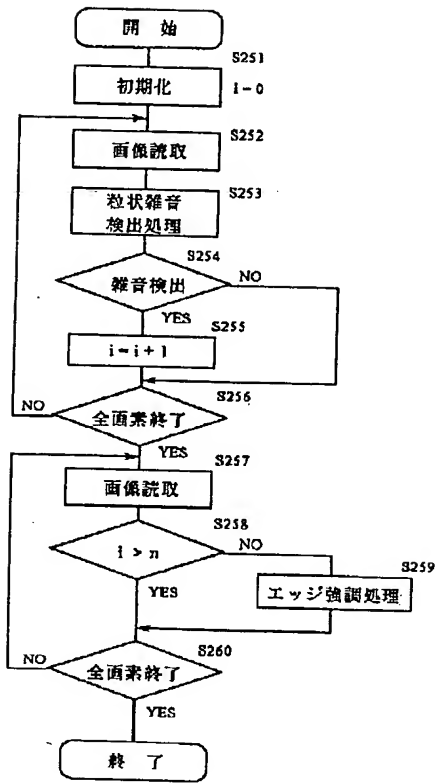 開始
S251
初期化
i-0
S252
画像読取
S253
粒状雑音
検出処理
S254
雑音検出
NO
YES
S255
i=i+1
S256
NO
全画素終了
YES
S257
画像読取
S258
i > n
NO
S259
エッジ強調処理
YES
S260
NO
全画素終了
YES
終了